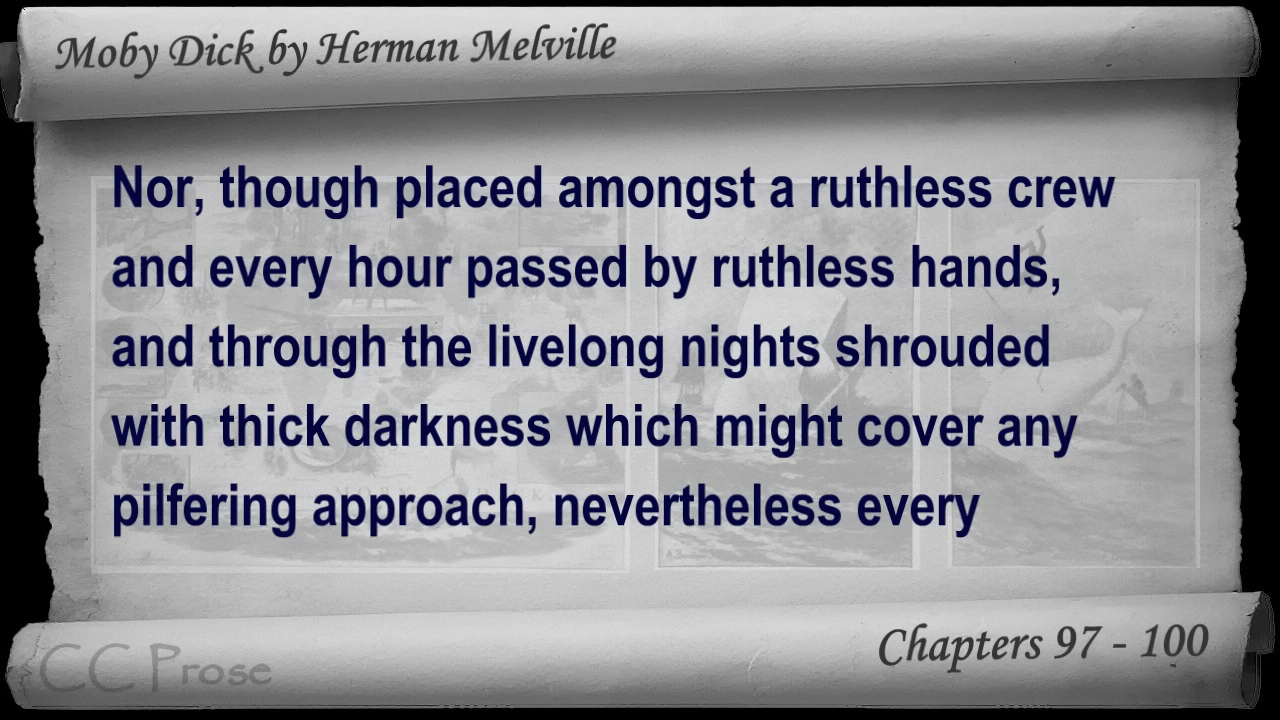 Moby Dick by Herman Melville
Nor, though placed amongst a ruthless crew
and every hour passed by ruthless hands,
and through the livelong nights shrouded
with thick darkness which might cover any
pilfering approach, nevertheless every
Chapters 97 - 100
CC Prose